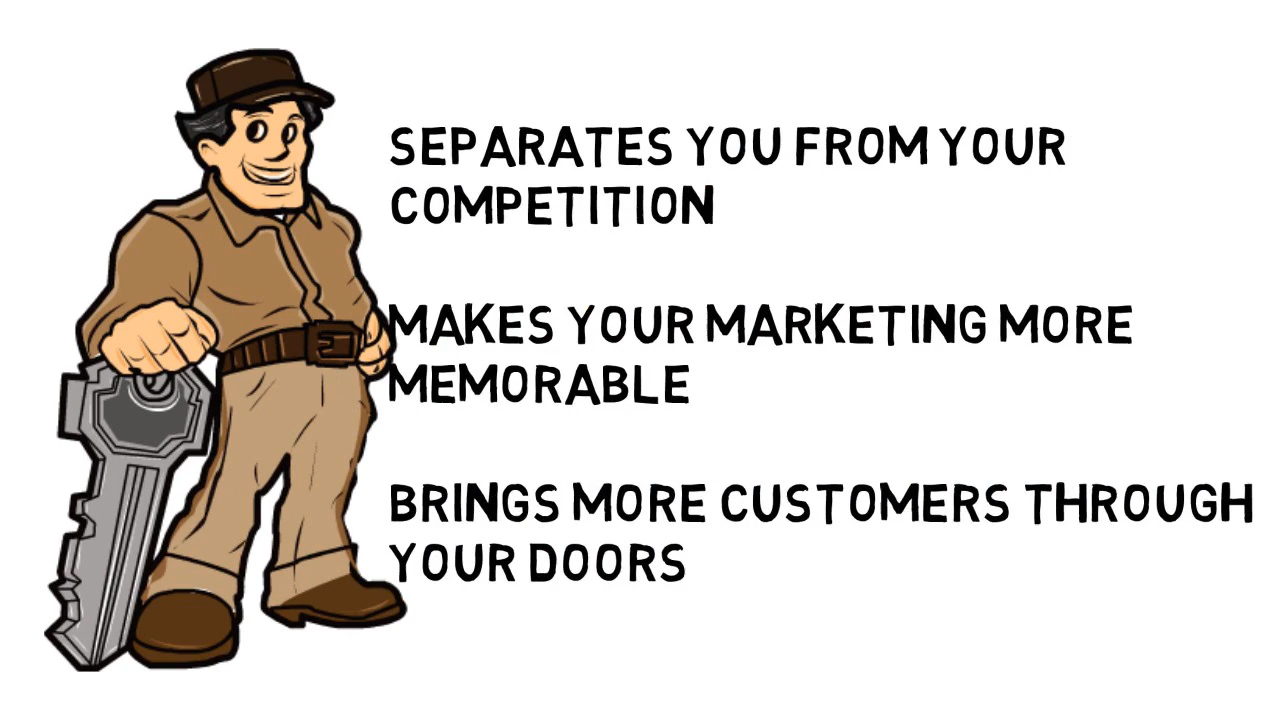 SEPARATES YOU FROM YOUR
COMPETITION
MAKES YOUR MARKETING MORE
MEMORABLE
BRINGS MORE CUSTOMERS THROUGH
YOUR DOORS